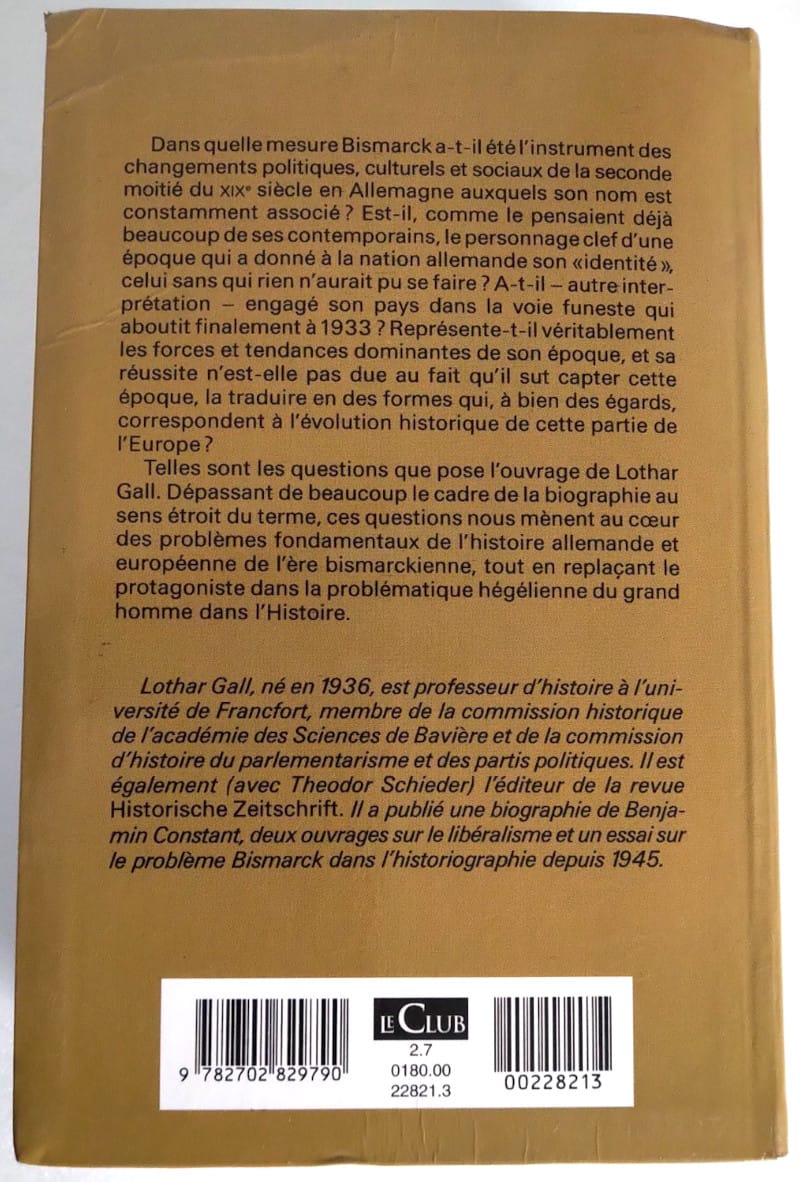 Dans quelle mesure Bismarck a-t-il été l'instrument des
changements politiques, culturels et sociaux de la seconde
moitié du XIXe siècle en Allemagne auxquels son nom est
constamment associé ? Est-il, comme le pensaient déjà
beaucoup de ses contemporains, le personnage clef d'une
époque qui a donné à la nation allemande son «identité»,
celui sans qui rien n'aurait pu se faire ? A-t-il – autre inter-
prétation – engagé son pays dans la voie funeste qui
aboutit finalement à 1933 ? Représente-t-il véritablement
les forces et tendances dominantes de son époque, et sa
réussite n'est-elle pas due au fait qu'il sut capter cette
époque, la traduire en des formes qui, à bien des égards,
correspondent à l'évolution historique de cette partie de
l'Europe ?
Telles sont les questions que pose l'ouvrage de Lothar
Gall. Dépassant de beaucoup le cadre de la biographie au
sens étroit du terme, ces questions nous mènent au cœur
des problèmes fondamentaux de l'histoire allemande et
européenne de l'ère bismarckienne, tout en replaçant le
protagoniste dans la problématique hégélienne du grand
homme dans l'Histoire.
Lothar Gall, né en 1936, est professeur d'histoire à l'uni-
versité de Francfort, membre de la commission historique
de l'académie des Sciences de Bavière et de la commission
d'histoire du parlementarisme et des partis politiques. Il est
également (avec Theodor Schieder) l'éditeur de la revue
Historische Zeitschrift. Il a publié une biographie de Benja-
min Constant, deux ouvrages sur le libéralisme et un essai sur
le problème Bismarck dans l'historiographie depuis 1945.
LE CLUB
2.7
0180.00
22821.3
9 782702 829790
00228213